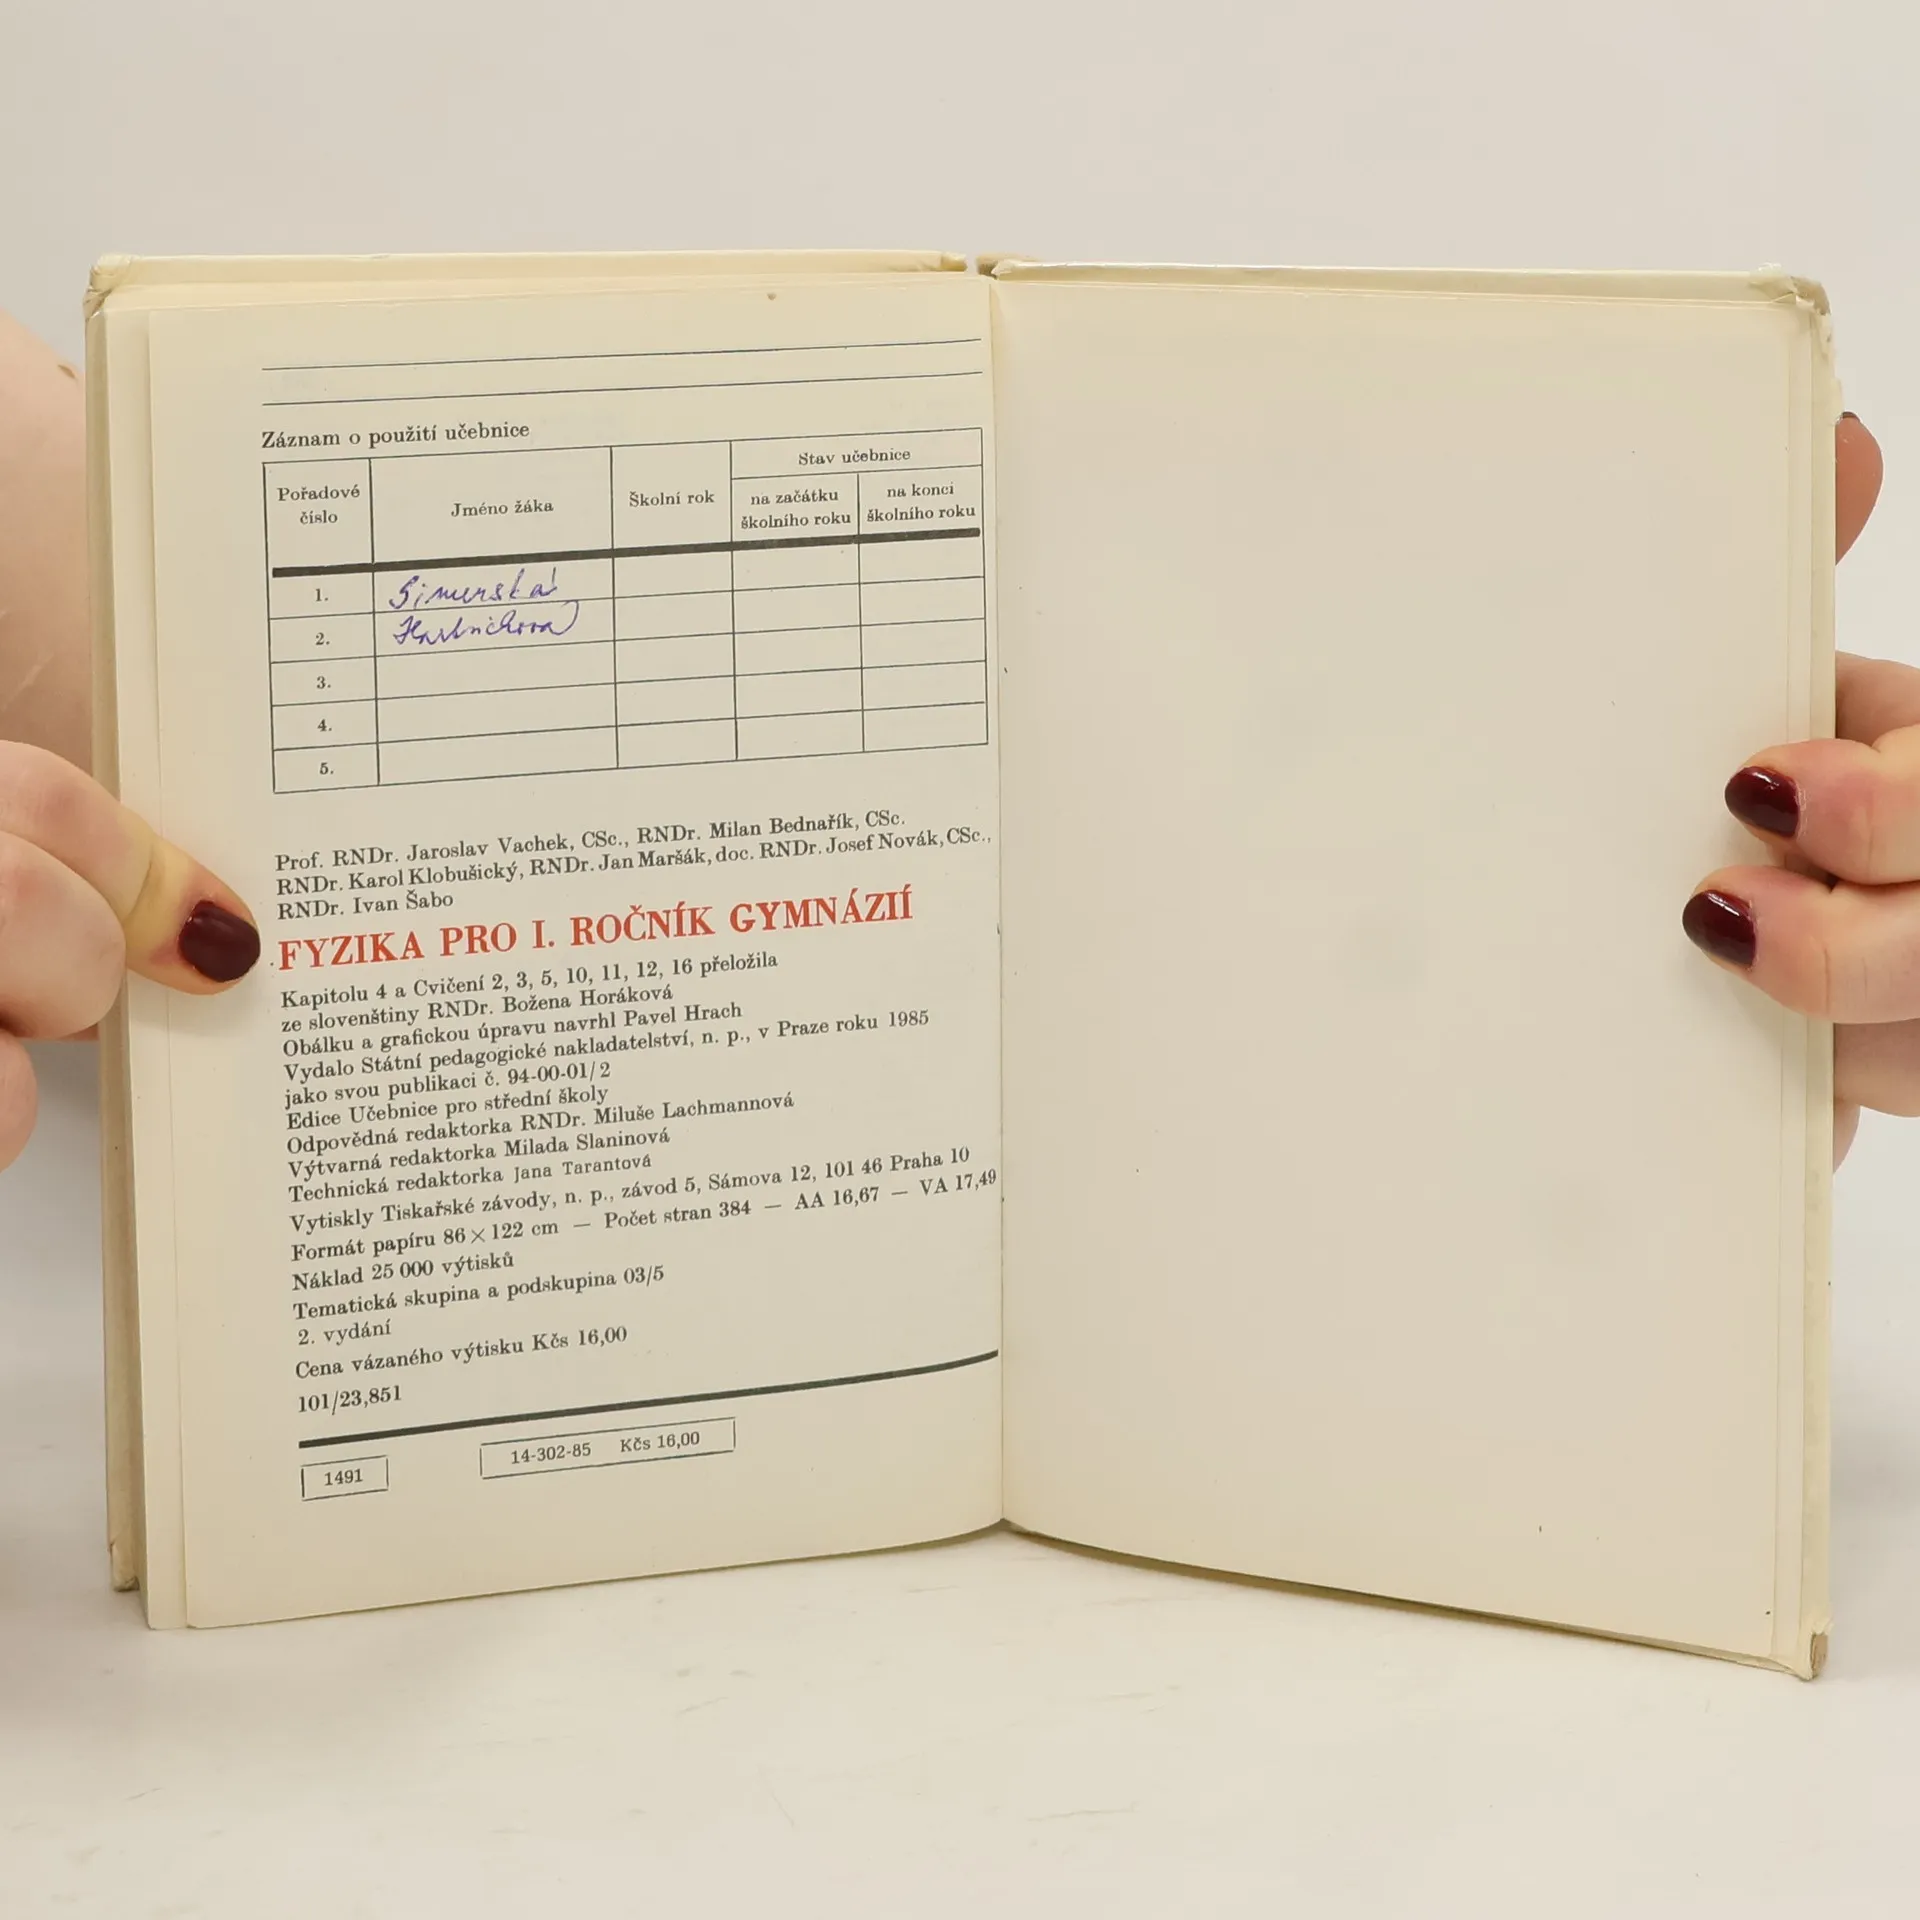 Záznam o použití učebnice
Pořadové číslo
Jméno žáka
Školní rok
Stav učebnice
na začátku školního roku
na konci školního roku
1.
2.
3.
4.
5.
Prof. RNDr. Jaroslav Vachek, CSc., RNDr. Milan Bednařík, CSc.
RNDr. Karol Klobušický, RNDr. Jan Maršák, doc. RNDr. Josef Novák, CSc.,
RNDr. Ivan Šabo
FYZIKA PRO I. ROČNÍK GYMNÁZIÍ
Kapitolu 4 a Cvičení 2, 3, 5, 10, 11, 12, 16 přeložila
ze slovenštiny RNDr. Božena Horáková
Obálku a grafickou úpravu navrhl Pavel Hrach
Vydalo Státní pedagogické nakladatelství, n. p., v Praze roku 1985
jako svou publikaci č. 94-00-01/2
Edice Učebnice pro střední školy
Odpovědná redaktorka RNDr. Miluše Lachmannová
Výtvarná redaktorka Milada Slaninová
Technická redaktorka Jana Tarantová
Vytiskly Tiskařské závody, n. p., závod 5, Sámova 12, 101 46 Praha 10
Formát papíru 86 × 122 cm — Počet stran 384 — AA 16,67 — VA 17,49
Náklad 25 000 výtisků
Tematická skupina a podskupina 03/5
2. vydání
Cena vázaného výtisku Kčs 16,00
101/23,851
1491
14-302-85 Kčs 16,00